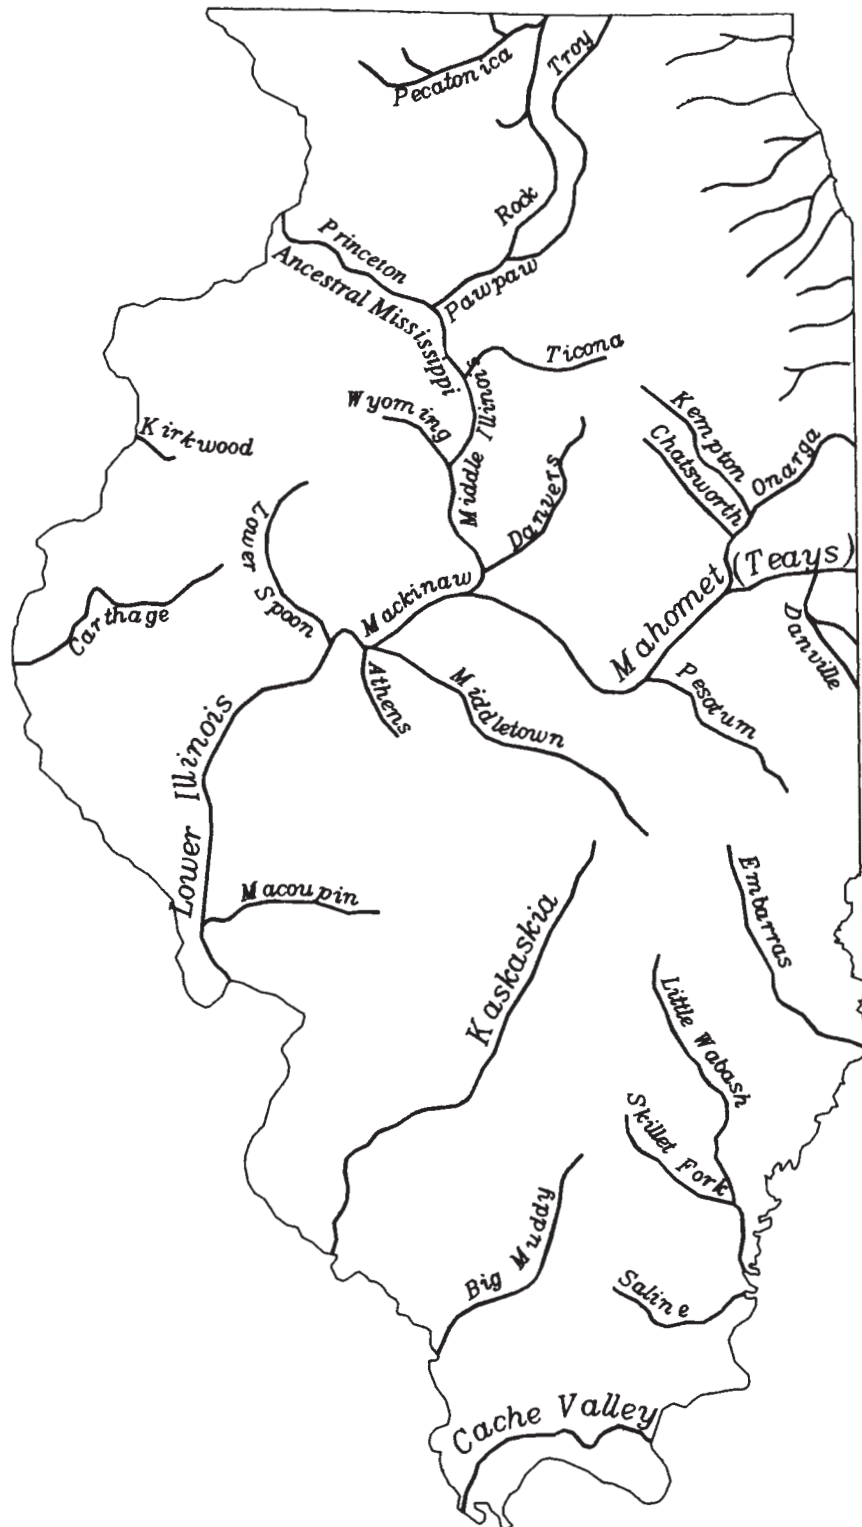 Pecatonica
Troy
Rock
Princeton
Ancestral Mississippi
Pawpaw
Ticona
Wyoming
Middle Illinois
Kirkwood
Kempton
Chatsworth
Onarga
Danvers
Lower
Spoon
Mackinaw
(Teays)
Mahomet
Danville
Carthage
Athens
Middletown
Pesotum
Lower Illinois
Macoupin
Kaskaskia
Embarras
Little Wabash
Skillet Fork
Big Muddy
Saline
Cache Valley